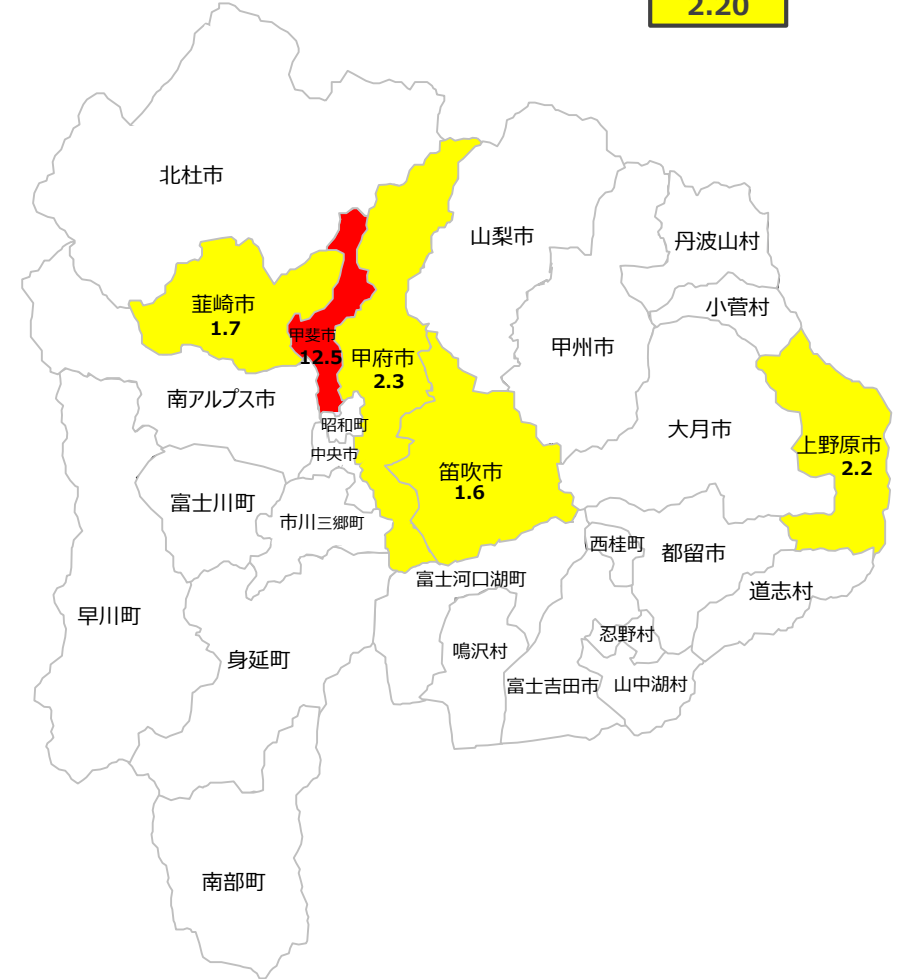 2.20
北杜市
山梨市
丹波山村
韮崎市
1.7
小菅村
甲斐市
12.5
甲府市
2.3
甲州市
南アルプス市
昭和町
中央市
大月市
上野原市
2.2
笛吹市
1.6
富士川町
市川三郷町
西桂町
都留市
富士河口湖町
道志村
早川町
忍野村
身延町
鳴沢村
富士吉田市
山中湖村
南部町